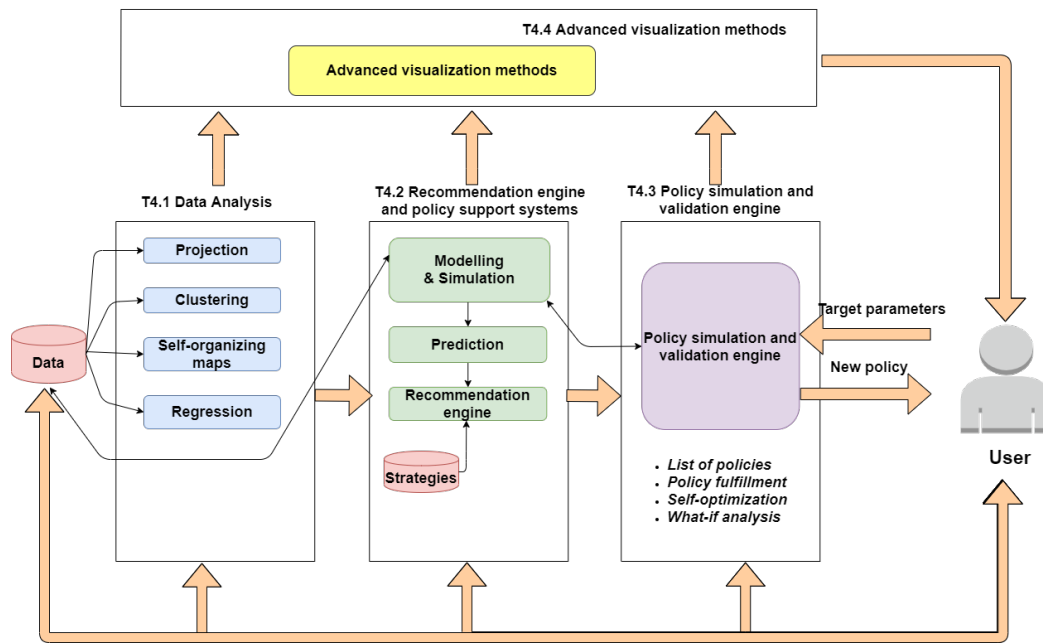 T4.4 Advanced visualization methods
Advanced visualization methods
T4.1 Data Analysis
T4.2 Recommendation engine
and policy support systems
T4.3 Policy simulation and
validation engine
Projection
Clustering
Self-organizing
maps
Regression
Data
Modelling
& Simulation
Prediction
Recommendation
engine
Strategies
Policy simulation and
validation engine
• List of policies
• Policy fulfillment
• Self-optimization
• What-if analysis
Target parameters
New policy
User